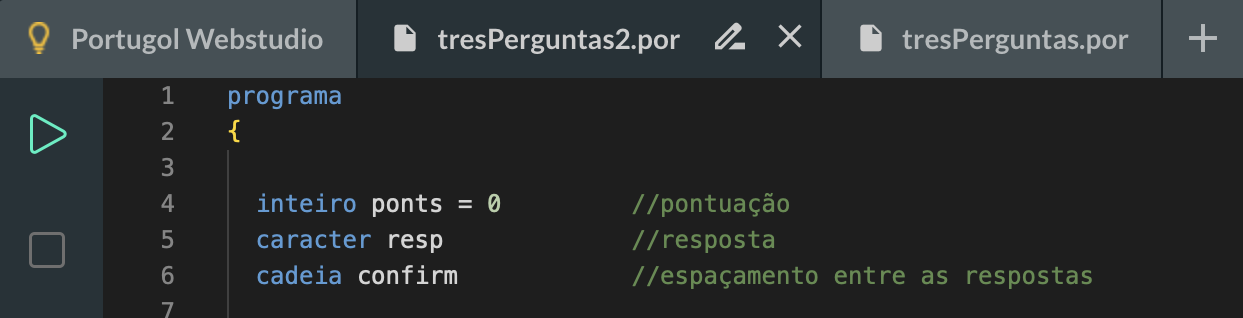 Portugol Webstudio tresPerguntas2.por tresPerguntas.por
1 programa
2 {
3
4 inteiro ponts = 0 //pontuação
5 caracter resp //resposta
6 cadeia confirm //espaçamento entre as respostas
7